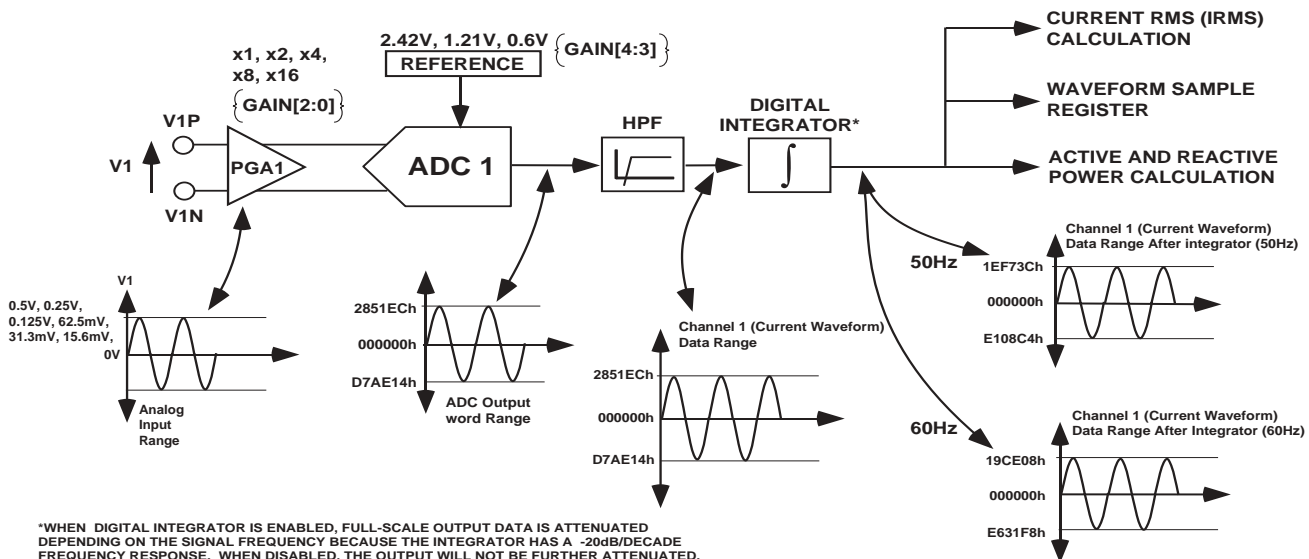 CURRENT RMS (IRMS)
CALCULATION
WAVEFORM SAMPLE
REGISTER
ACTIVE AND REACTIVE
POWER CALCULATION
2.42V, 1.21V, 0.6V
{GAIN[4:3]}
REFERENCE
x1, x2, x4,
x8, x16
{GAIN[2:0]}
V1P
V1
V1N
PGA1
ADC 1
HPF
DIGITAL
INTEGRATOR*
∫
50Hz
60Hz
V1
0.5V, 0.25V,
0.125V, 62.5mV,
31.3mV, 15.6mV,
0V
Analog
Input
Range
2851ECh
000000h
D7AE14h
ADC Output
word Range
Channel 1 (Current Waveform)
Data Range
2851ECh
000000h
D7AE14h
Channel 1 (Current Waveform)
Data Range After integrator (50Hz)
1EF73Ch
000000h
E108C4h
Channel 1 (Current Waveform)
Data Range After Integrator (60Hz)
19CE08h
000000h
E631F8h
*WHEN DIGITAL INTEGRATOR IS ENABLED, FULL-SCALE OUTPUT DATA IS ATTENUATED
DEPENDING ON THE SIGNAL FREQUENCY BECAUSE THE INTEGRATOR HAS A -20dB/DECADE
FREQUENCY RESPONSE. WHEN DISABLED, THE OUTPUT WILL NOT BE FURTHER ATTENUATED.